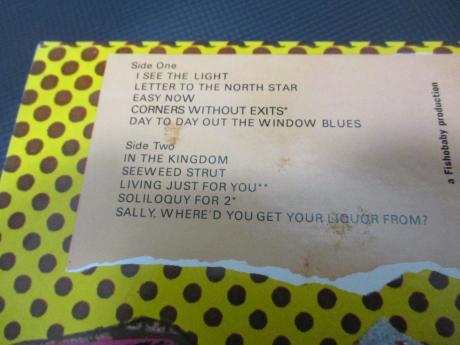 Side One
I SEE THE LIGHT
LETTER TO THE NORTH STAR
EASY NOW
CORNERS WITHOUT EXITS*
DAY TO DAY OUT THE WINDOW BLUES
Side Two
IN THE KINGDOM
SEEWEED STRUT
LIVING JUST FOR YOU**
SOLILOQUY FOR 2*
SALLY, WHERE'D YOU GET YOUR LIQUOR FROM?
a Fishobaby production